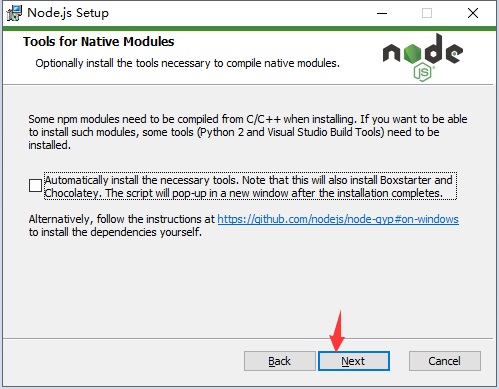 Node.js Setup
Tools for Native Modules
Optionally install the tools necessary to compile native modules.
node
JS
Some npm modules need to be compiled from C/C++ when installing. If you want to be able
to install such modules, some tools (Python 2 and Visual Studio Build Tools) need to be
installed.
Automatically install the necessary tools. Note that this will also install Boxstarter and
Chocolatey. The script will pop-up in a new window after the installation completes.
Alternatively, follow the instructions at https://github.com/nodejs/node-gyp#on-windows
to install the dependencies yourself.
Back
Next
Cancel